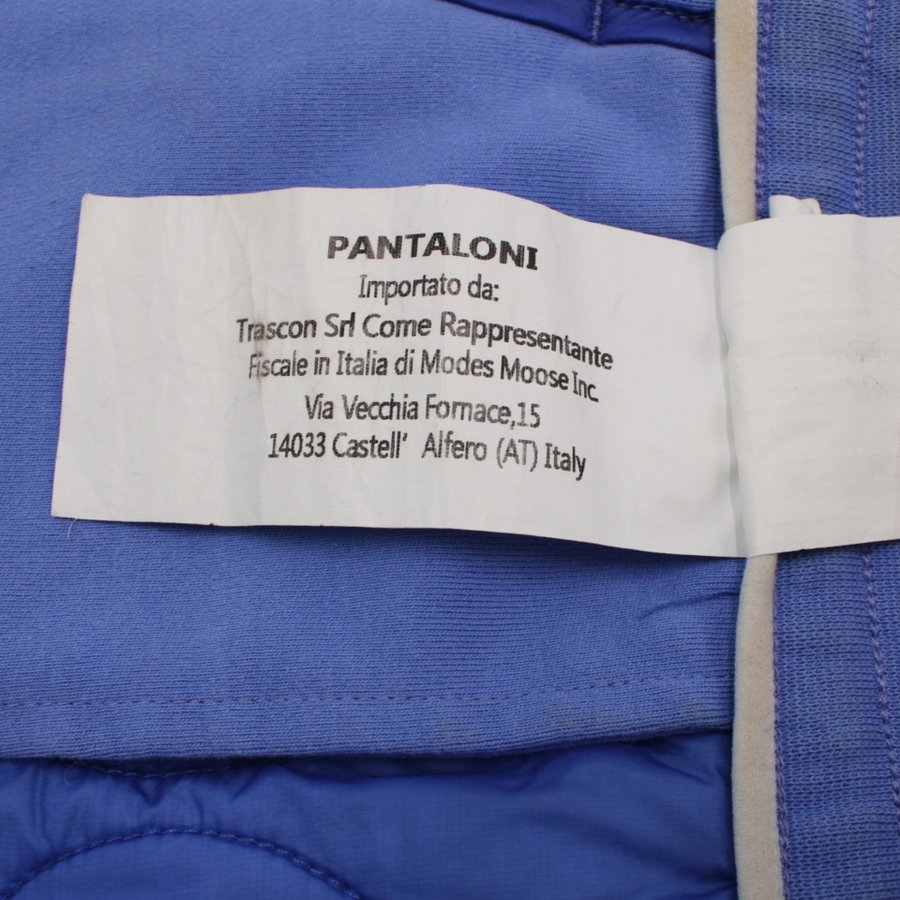 PANTALONI
Importato da:
Trascon Srl Come Rappresentante
Fiscale in Italia di Modes Moose Inc.
Via Vecchia Fornace,15
14033 Castell' Alfero (AT) Italy